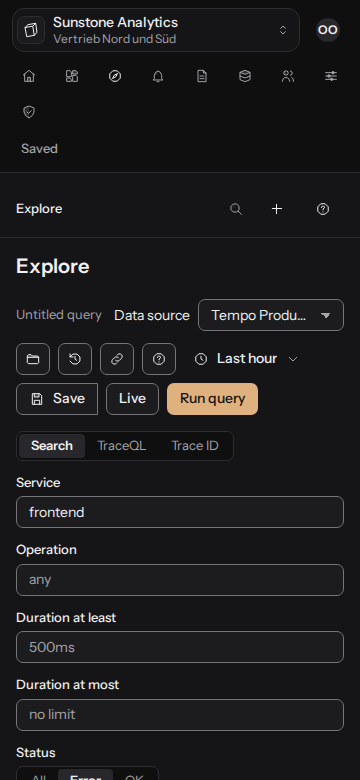 Sunstone Analytics
Vertrieb Nord und Süd
OO
Saved
Explore
Explore
Untitled query Data source Tempo Produ...
Last hour
Save Live Run query
Search TraceQL Trace ID
Service
frontend
Operation
any
Duration at least
500ms
Duration at most
no limit
Status
All Error OK